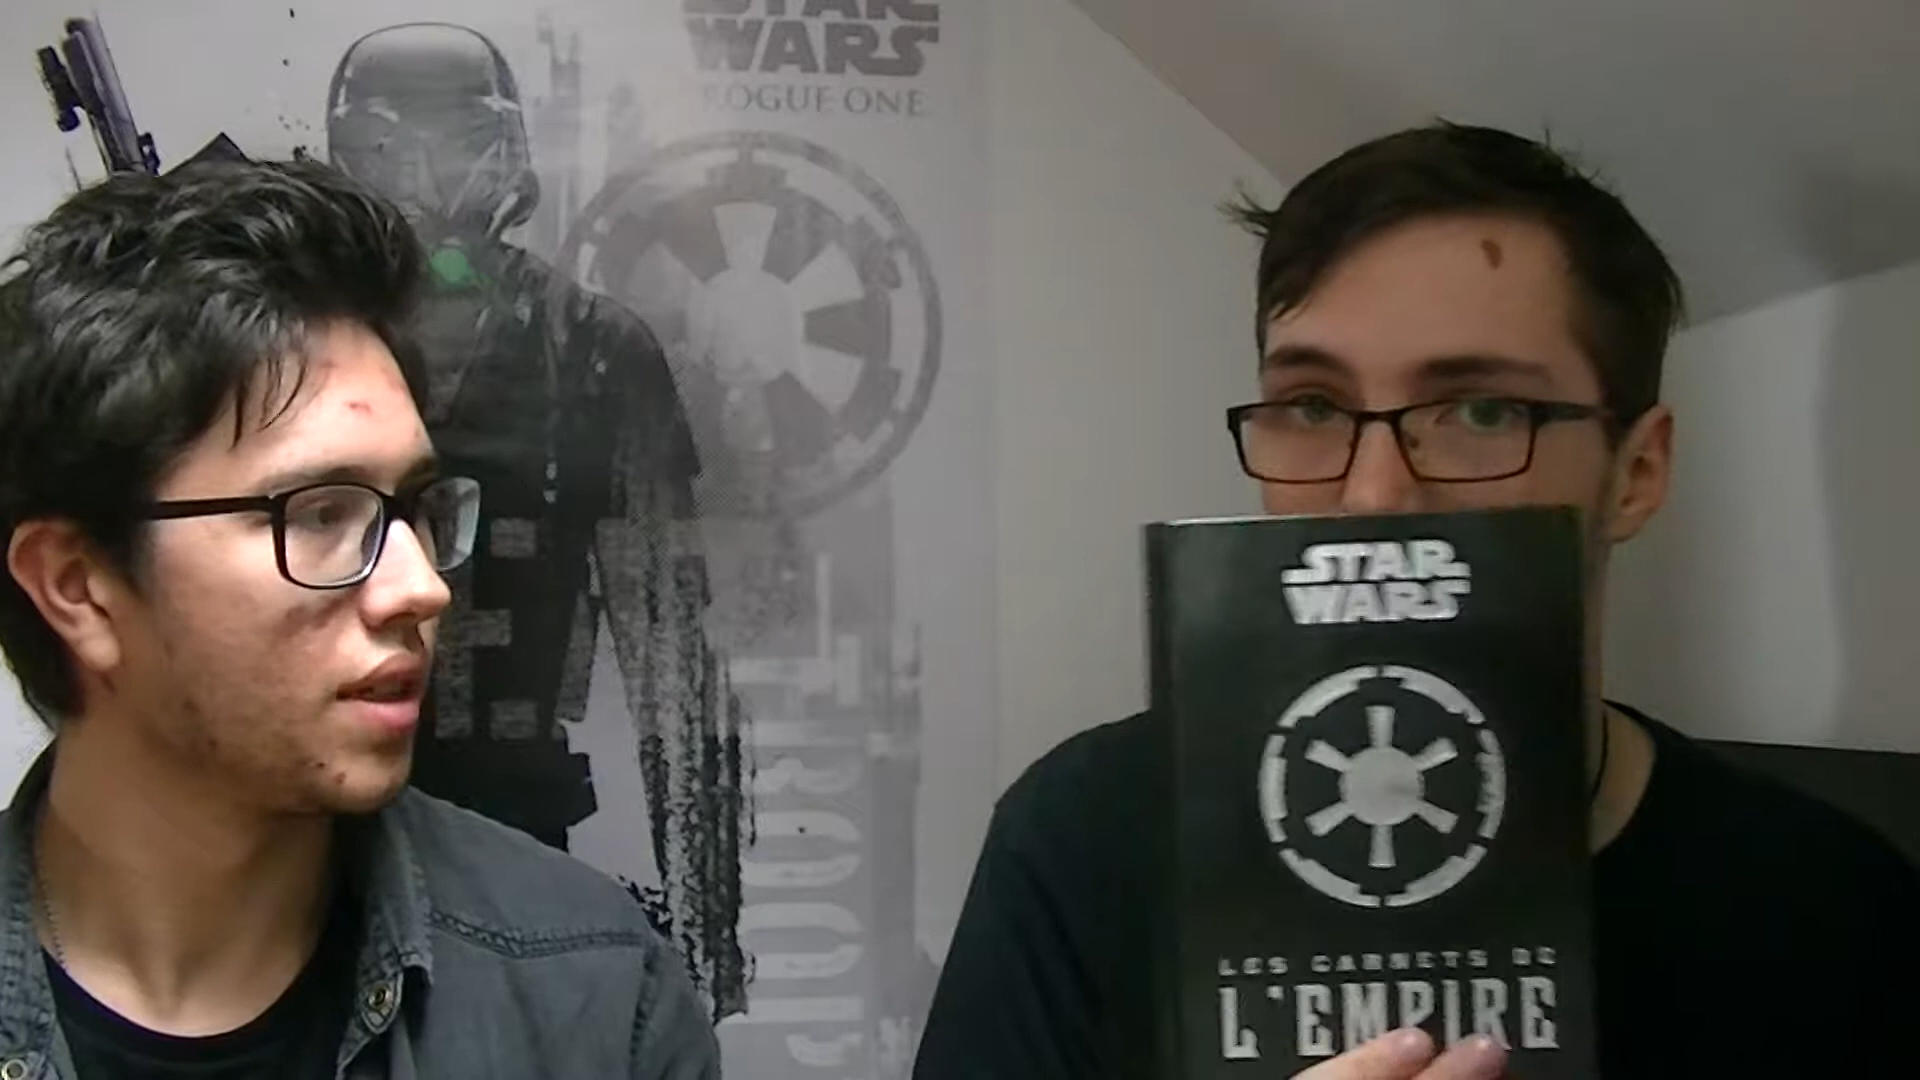 STAR
WARS
ROGUE ONE
STAR
WARS
LES CARNETS DE
L'EMPIRE